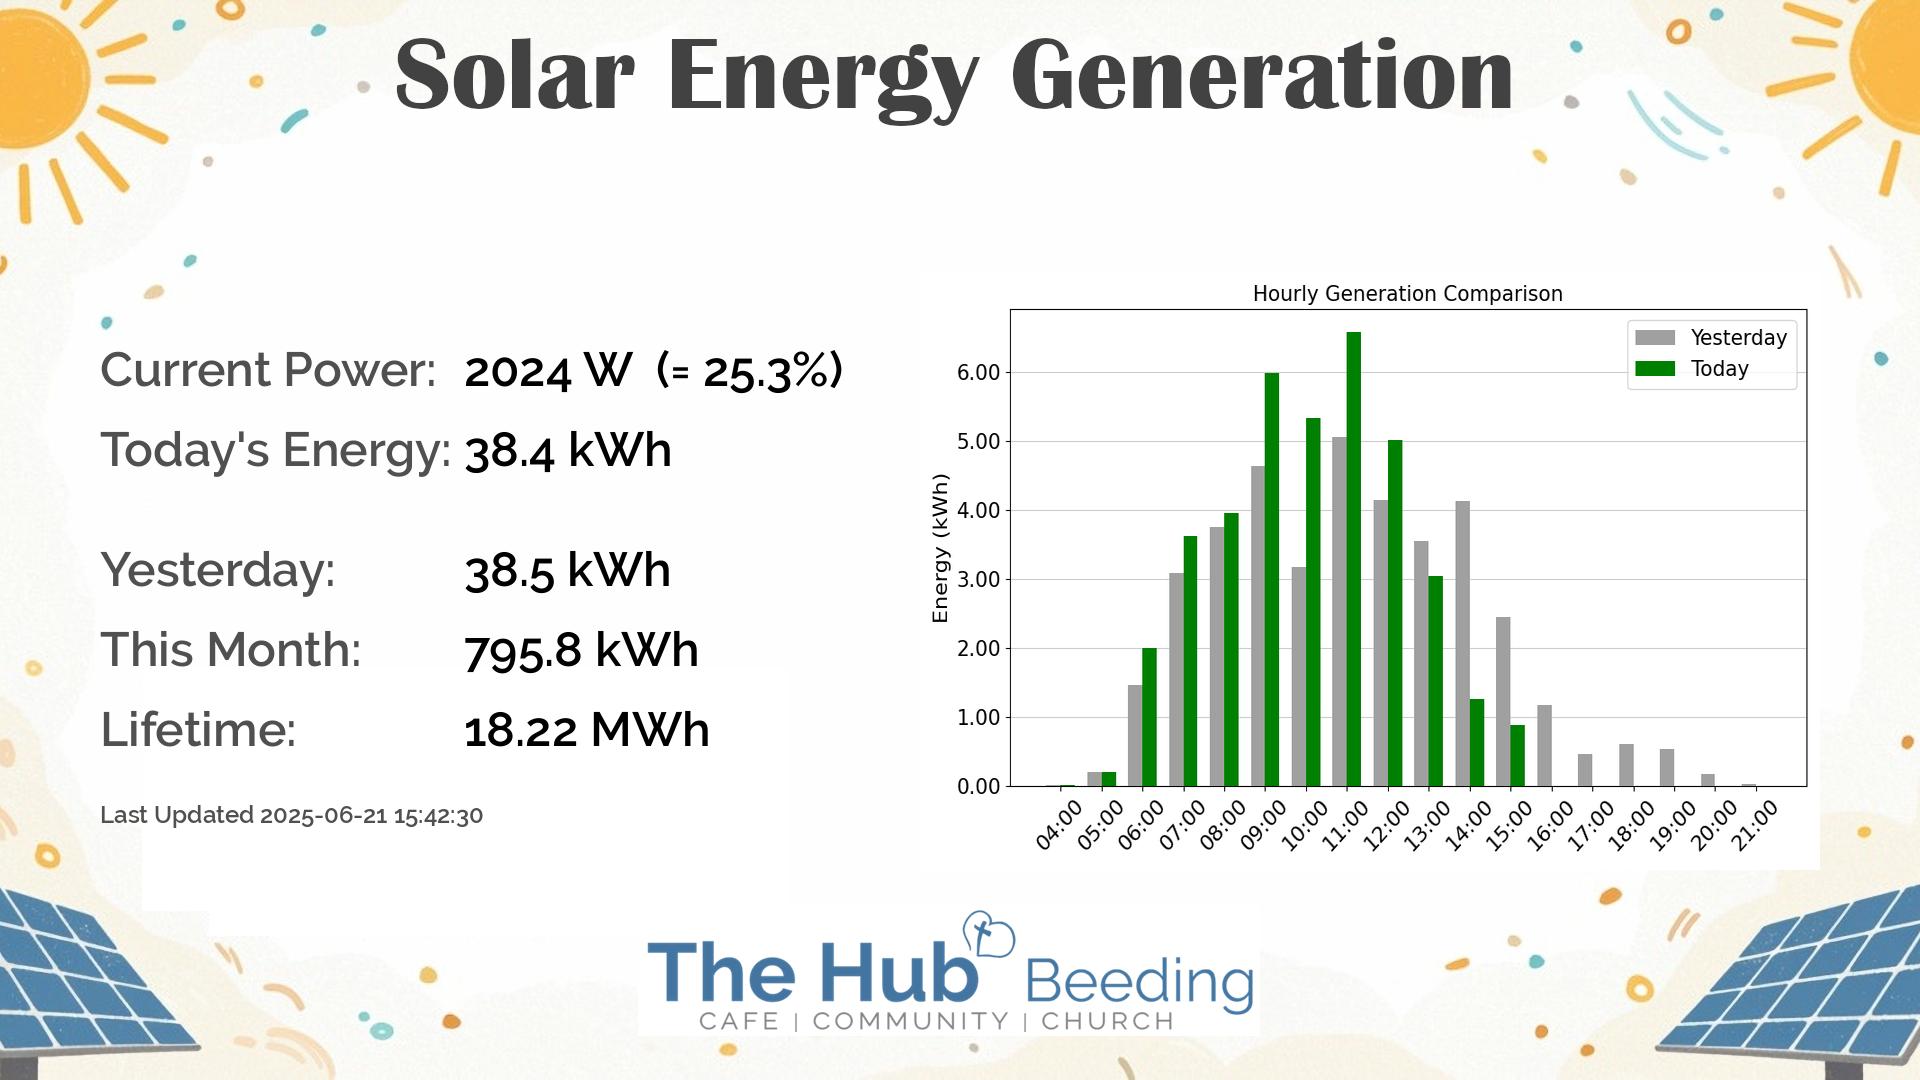 Solar Energy Generation
Current Power: 2024 W (= 25.3%)
Today's Energy: 38.4 kWh
Yesterday: 38.5 kWh
This Month: 795.8 kWh
Lifetime: 18.22 MWh
Last Updated 2025-06-21 15:42:30
Hourly Generation Comparison
Yesterday
Today
Energy (kWh)
6.00
5.00
4.00
3.00
2.00
1.00
0.00
04:00 05:00 06:00 07:00 08:00 09:00 10:00 11:00 12:00 13:00 14:00 15:00 16:00 17:00 18:00 19:00 20:00 21:00
The Hub Beeding
CAFE | COMMUNITY | CHURCH